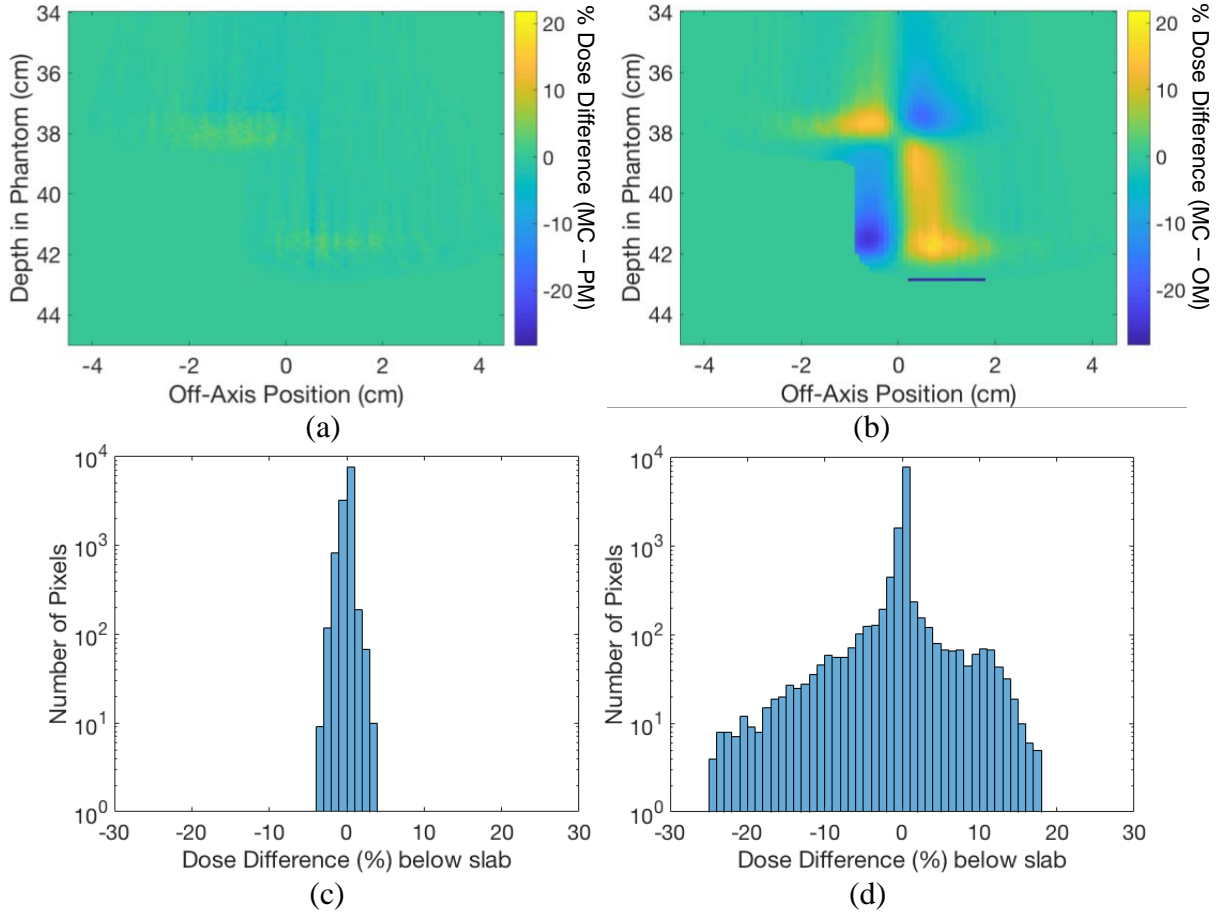 34
36
38
40
42
44
Depth in Phantom (cm)
-4 -2 0 2 4
Off-Axis Position (cm)
20
10
0
-10
-20
% Dose Difference (MC – PM)
(a)
34
36
38
40
42
44
Depth in Phantom (cm)
-4 -2 0 2 4
Off-Axis Position (cm)
20
10
0
-10
-20
% Dose Difference (MC – OM)
(b)
10^4
10^3
10^2
10^1
10^0
Number of Pixels
-30 -20 -10 0 10 20 30
Dose Difference (%) below slab
(c)
10^4
10^3
10^2
10^1
10^0
Number of Pixels
-30 -20 -10 0 10 20 30
Dose Difference (%) below slab
(d)